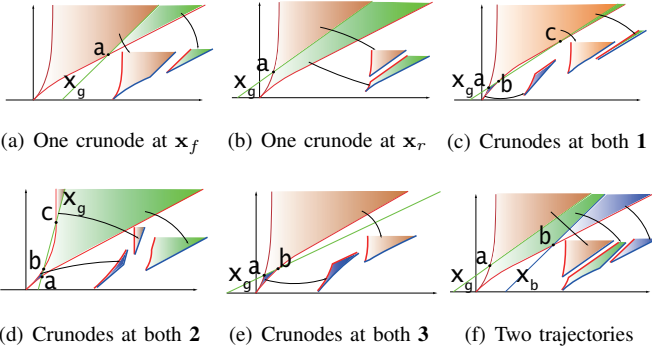 a
x_g
a
x_g
c
a
b
x_g
(a) One crunode at x_f
(b) One crunode at x_r
(c) Crunodes at both 1
x_g
c
b
a
a
b
x_g
a
b
x_g
x_b
(d) Crunodes at both 2
(e) Crunodes at both 3
(f) Two trajectories